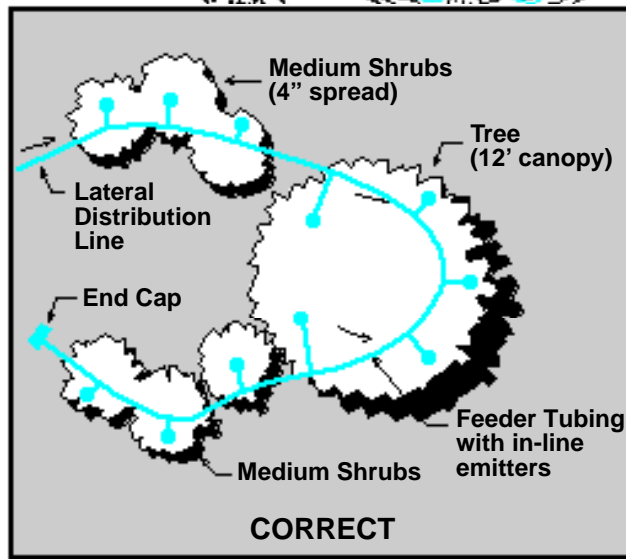 Medium Shrubs
(4” spread)
Tree
(12’ canopy)
Lateral
Distribution
Line
End Cap
Feeder Tubing
with in-line
emitters
Medium Shrubs
CORRECT